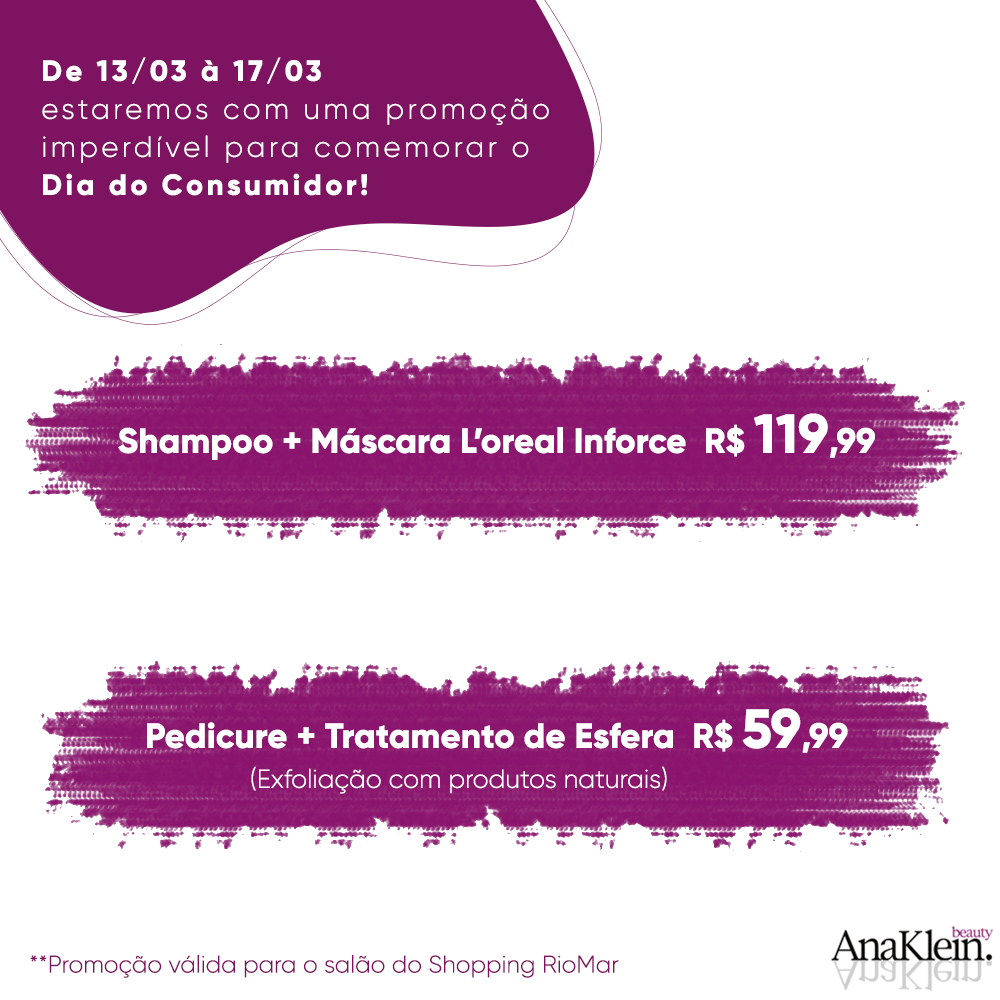 De 13/03 à 17/03
estaremos com uma promoção
imperdível para comemorar o
Dia do Consumidor!
Shampoo + Máscara L'oreal Inforce R$ 119,99
Pedicure + Tratamento de Esfera R$ 59,99
(Exfoliação com produtos naturais)
**Promoção válida para o salão do Shopping RioMar
beauty
AnaKlein.